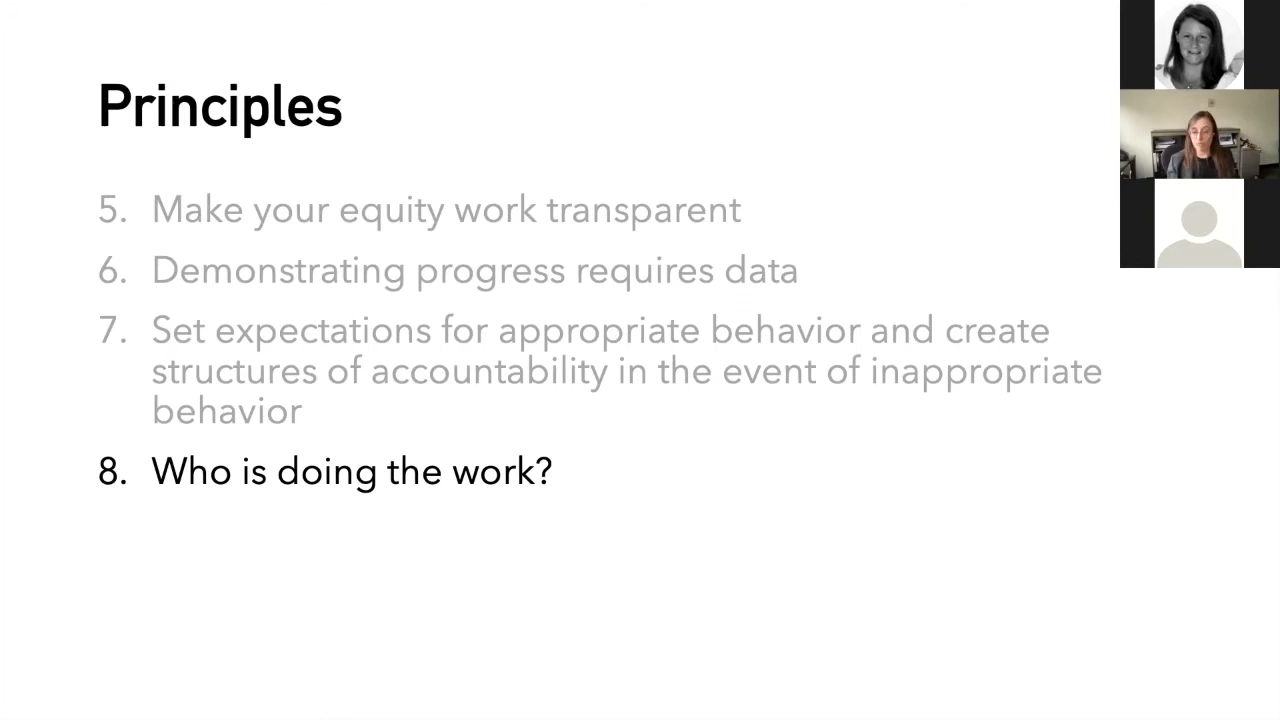 Principles
5. Make your equity work transparent
6. Demonstrating progress requires data
7. Set expectations for appropriate behavior and create
structures of accountability in the event of inappropriate
behavior
8. Who is doing the work?